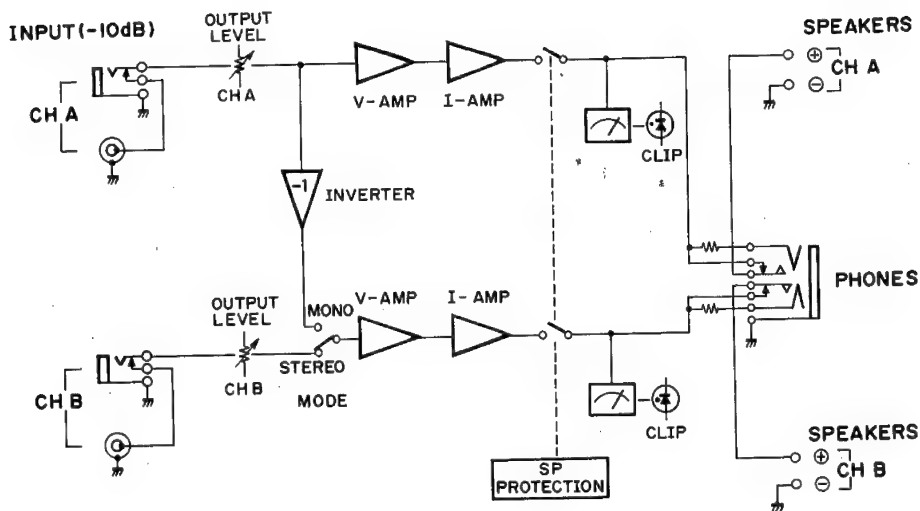 INPUT (-10dB)
OUTPUT
LEVEL
SPEAKERS
CH A
V-AMP
I-AMP
CH A
⊕
⊖
CH A
CLIP
-1
INVERTER
PHONES
OUTPUT
LEVEL
MONO
V-AMP
I-AMP
STEREO
CH B
MODE
CH B
CLIP
SPEAKERS
SP
PROTECTION
⊕
⊖
CH B